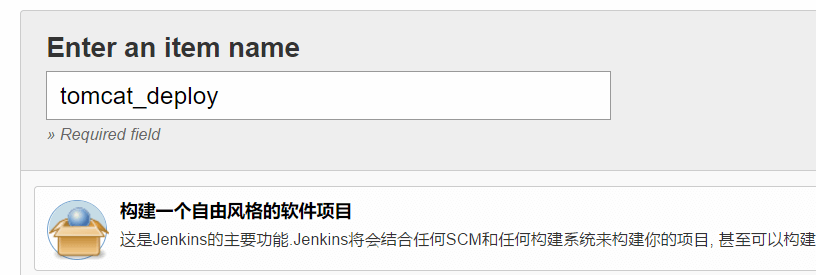 Enter an item name
tomcat_deploy
» Required field
构建一个自由风格的软件项目
这是Jenkins的主要功能.Jenkins将会结合任何SCM和任何构建系统来构建你的项目, 甚至可以构建